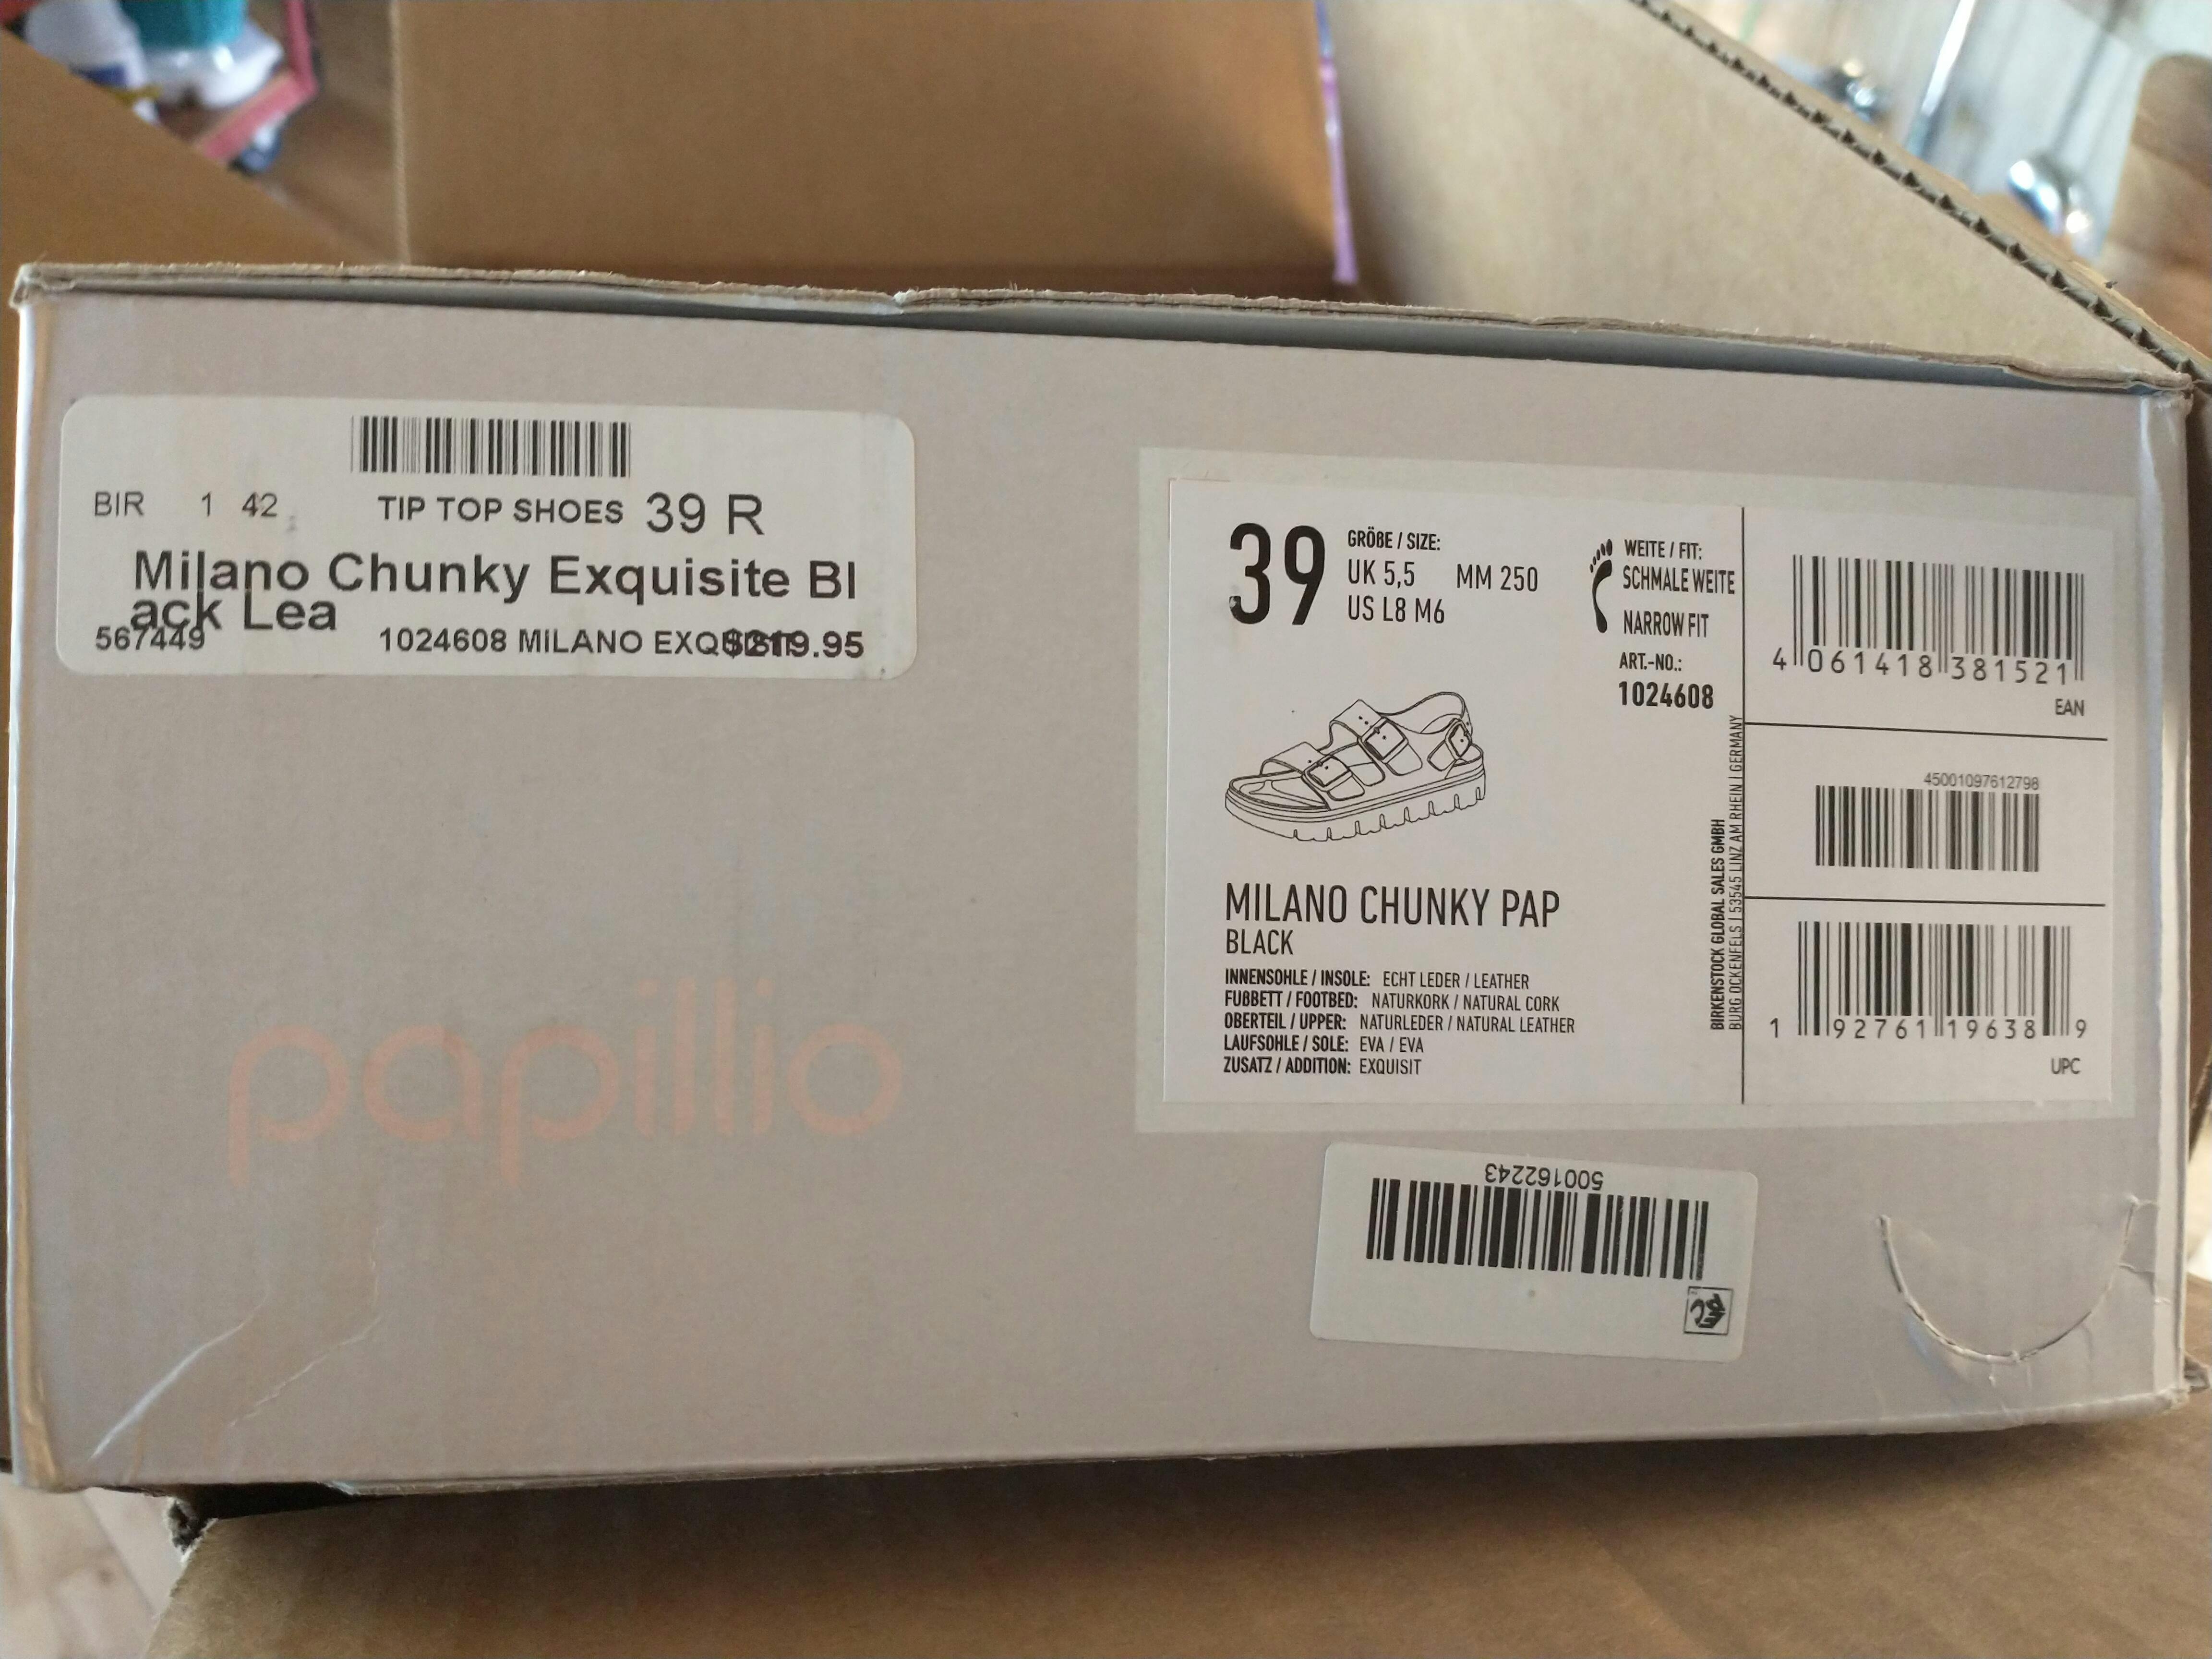 BIR 1 42 TIP TOP SHOES 39 R
Milano Chunky Exquisite Bl
ack Lea
567449 1024608 MILANO EXQUISIT $219.95
papillio
39
GRÖßE / SIZE:
UK 5,5 MM 250
US L8 M6
WEITE / FIT:
SCHMALE WEITE
NARROW FIT
ART.-NO.:
1024608
MILANO CHUNKY PAP
BLACK
INNENSOHLE / INSOLE: ECHT LEDER / LEATHER
FUßBETT / FOOTBED: NATURKORK / NATURAL CORK
OBERTEIL / UPPER: NATURLEDER / NATURAL LEATHER
LAUFSOHLE / SOLE: EVA / EVA
ZUSATZ / ADDITION: EXQUISIT
BIRKENSTOCK GLOBAL SALES GMBH
BURG OCKENFELS | 53545 LINZ AM RHEIN | GERMANY
4 061418 381521
EAN
45001097612798
1 92761 19638 9
UPC
500162243